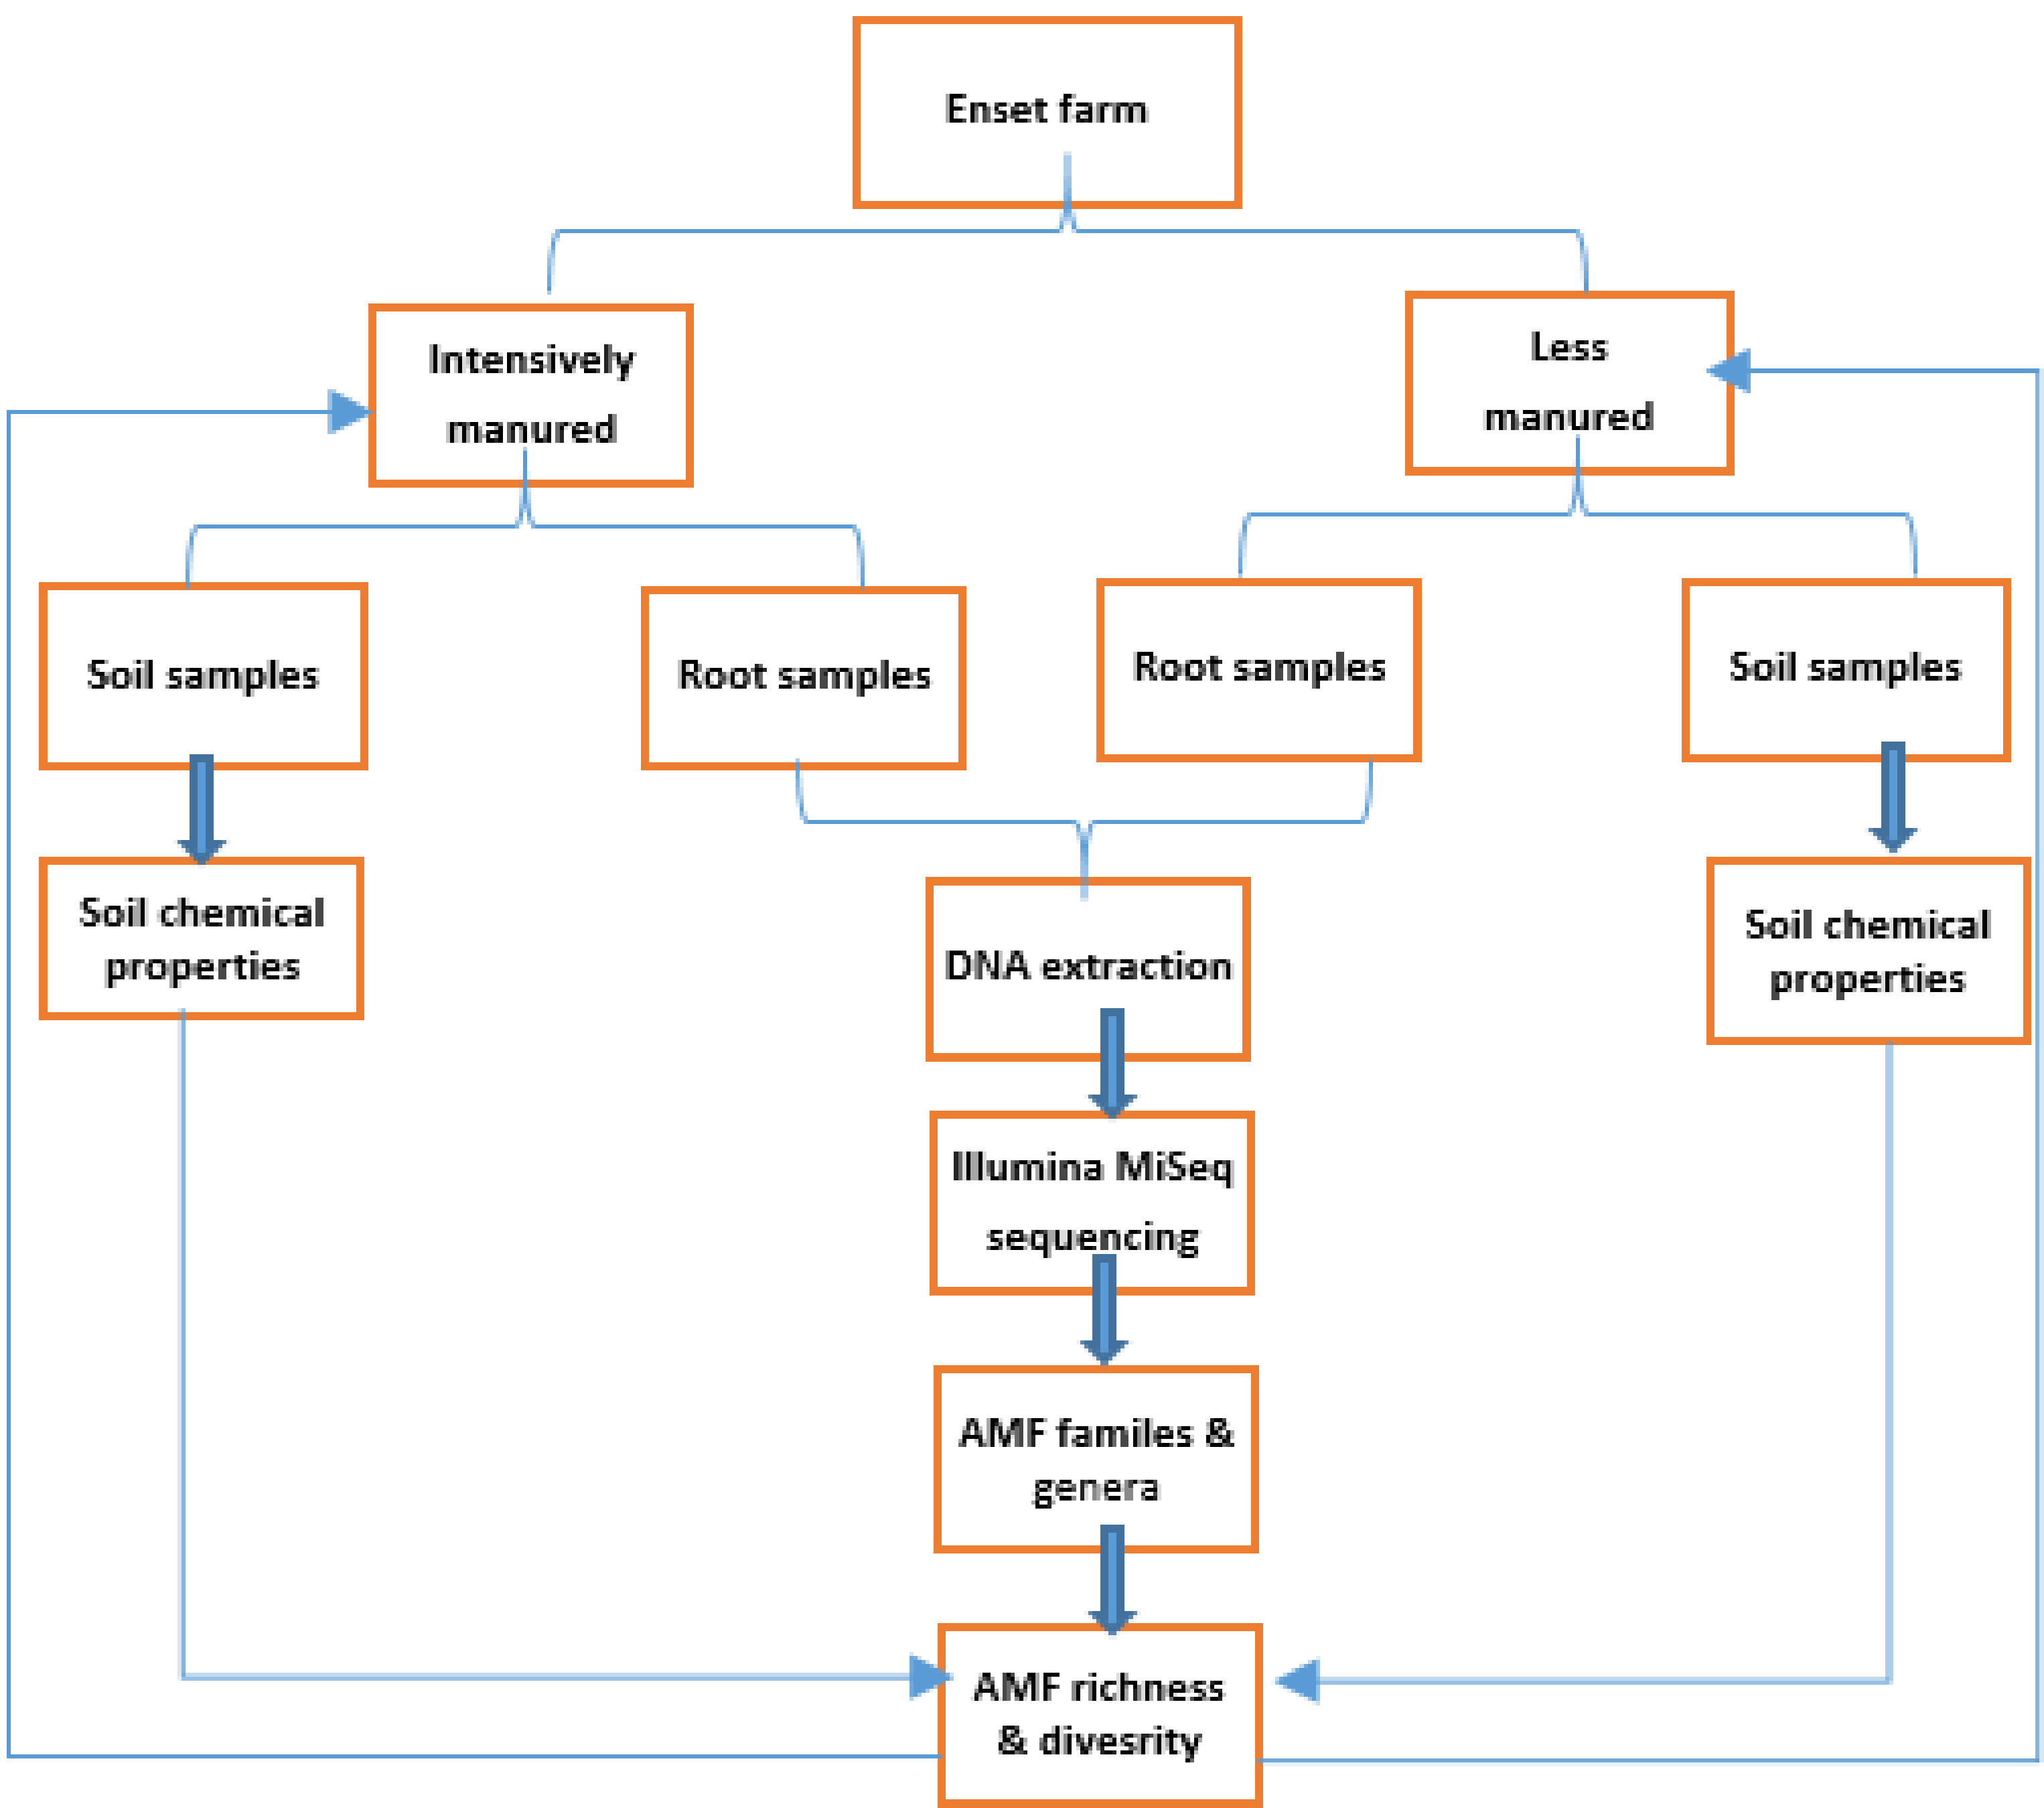 Enset farm
Intensively
manured
Less
manured
Soil samples
Root samples
Root samples
Soil samples
Soil chemical
properties
DNA extraction
Soil chemical
properties
Illumina MiSeq
sequencing
AMF familes &
genera
AMF richness
& divesrity